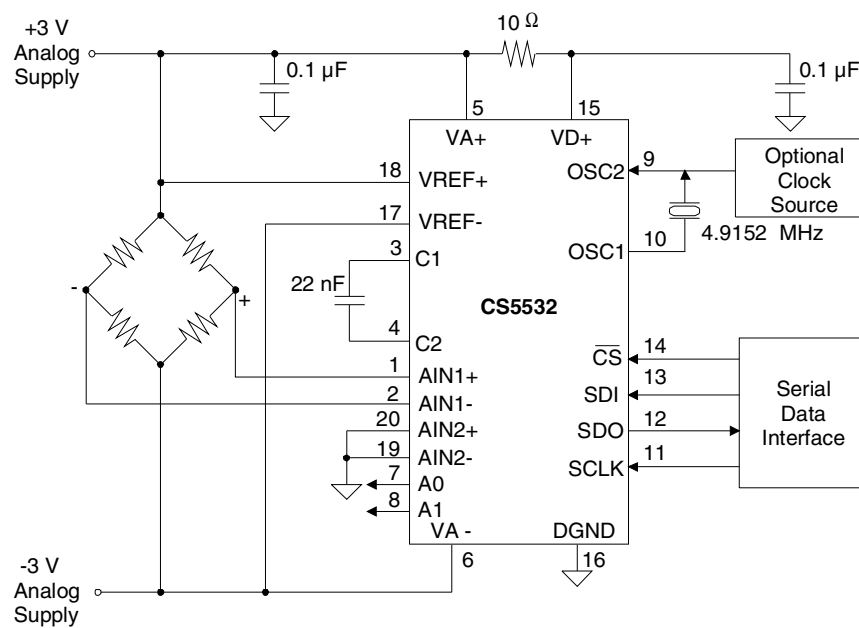 +3 V
Analog
Supply
10 Ω
0.1 µF
0.1 µF
5
15
VA+
VD+
18
VREF+
17
VREF-
3
C1
22 nF
4
C2
1
AIN1+
2
AIN1-
20
AIN2+
19
AIN2-
7
A0
8
A1
VA -
6
DGND
16
CS5532
OSC2
9
Optional
Clock
Source
4.9152 MHz
OSC1
10
CS
14
SDI
13
SDO
12
SCLK
11
Serial
Data
Interface
-
+
-3 V
Analog
Supply